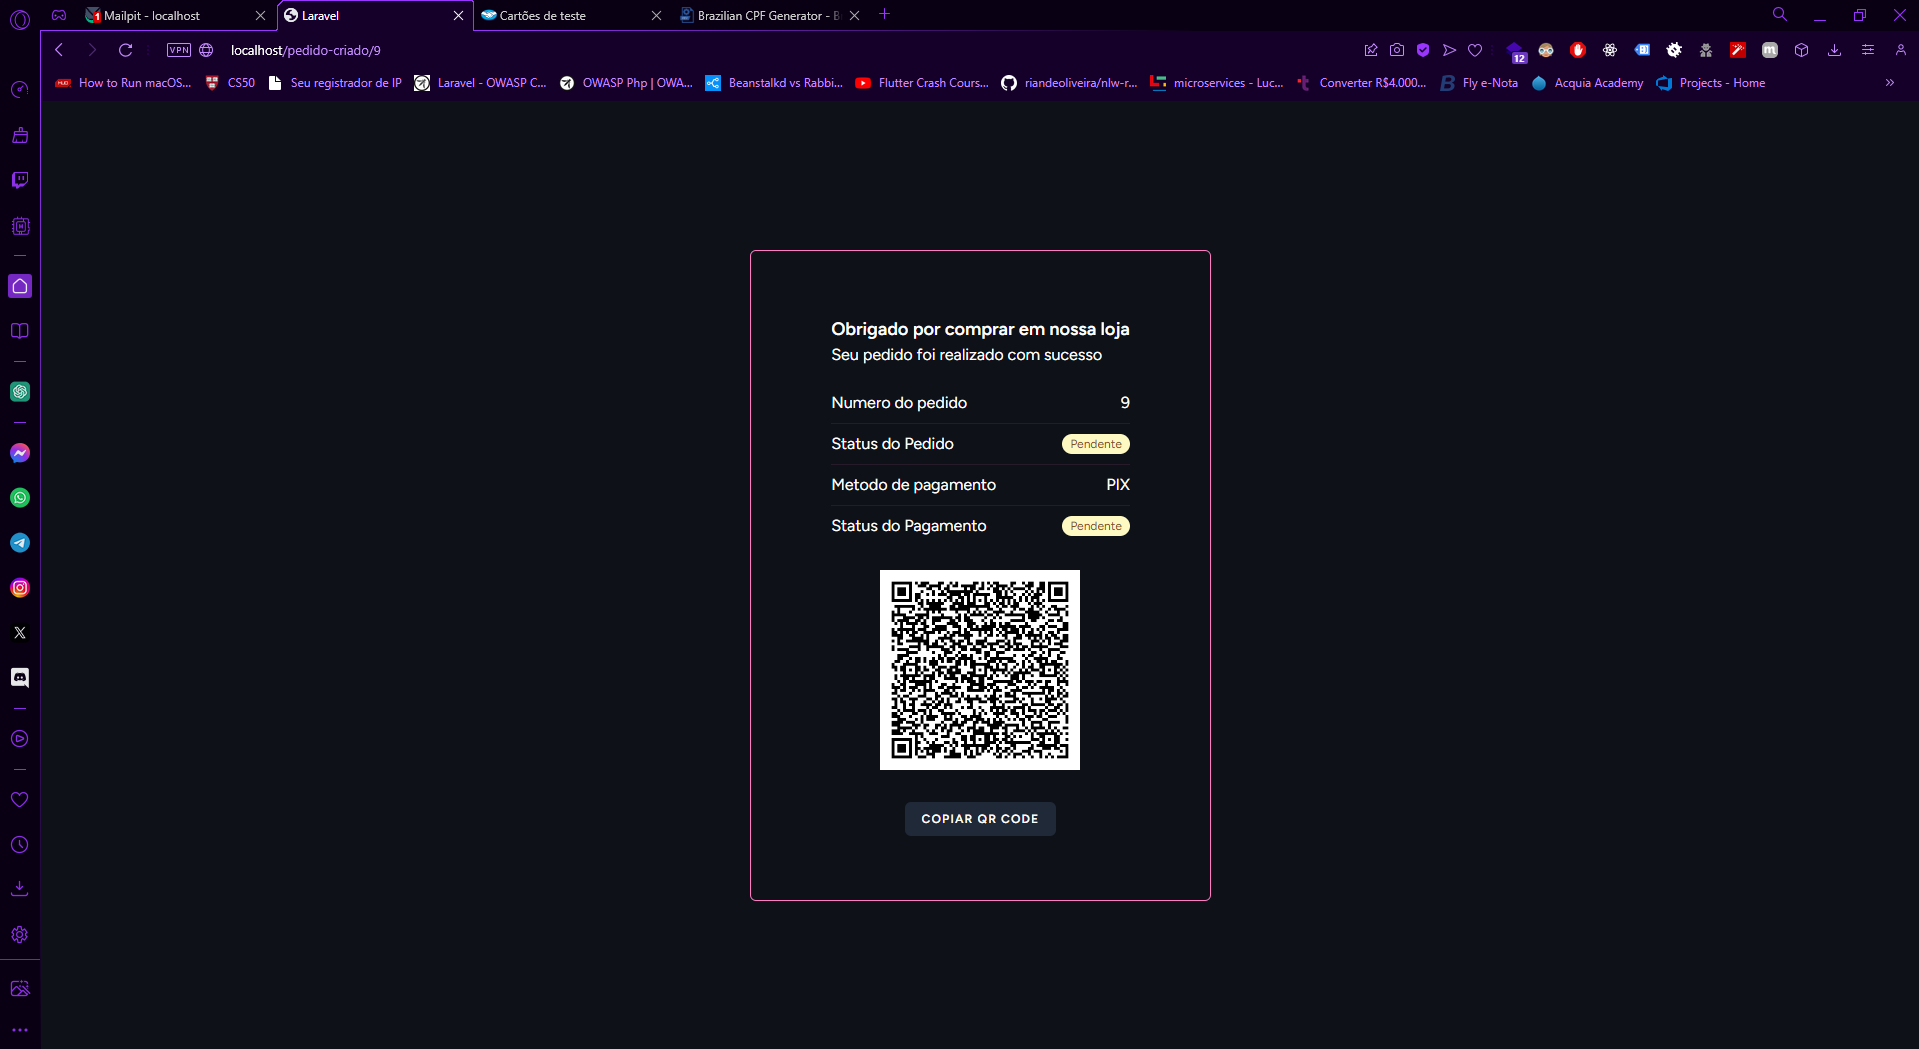 Mailpit - localhost
Laravel
Cartões de teste
Brazilian CPF Generator - B
VPN
localhost/pedido-criado/9
12
How to Run macOS...
CS50
Seu registrador de IP
Laravel - OWASP C...
OWASP Php | OWA...
Beanstalkd vs Rabbi...
Flutter Crash Cours...
riandeoliveira/nlw-r...
microservices - Luc...
Converter R$4.000...
Fly e-Nota
Acquia Academy
Projects - Home
Obrigado por comprar em nossa loja
Seu pedido foi realizado com sucesso
Numero do pedido 9
Status do Pedido Pendente
Metodo de pagamento PIX
Status do Pagamento Pendente
COPIAR QR CODE